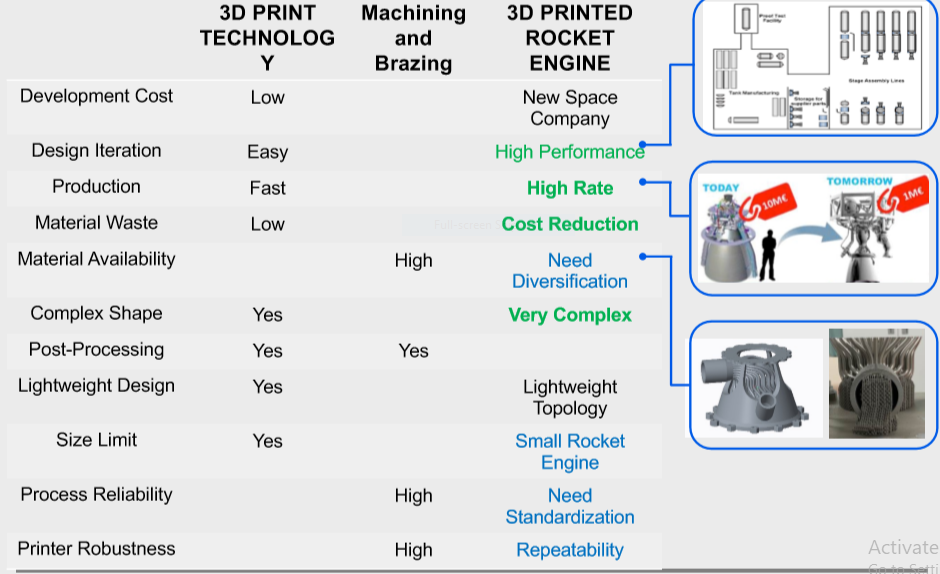 3D PRINT
TECHNOLOG
Y
Machining
and
Brazing
3D PRINTED
ROCKET
ENGINE
Development Cost
Low
New Space
Company
Design Iteration
Easy
High Performance
Production
Fast
High Rate
Material Waste
Low
Cost Reduction
Material Availability
High
Need
Diversification
Complex Shape
Yes
Very Complex
Post-Processing
Yes
Yes
Lightweight Design
Yes
Lightweight
Topology
Size Limit
Yes
Small Rocket
Engine
Process Reliability
High
Need
Standardization
Printer Robustness
High
Repeatability
Proof Test
Facility
Stage Assembly Lines
Tank Manufacturing
Storage for
supplier parts
TODAY
10M€
TOMORROW
1M€
Activate